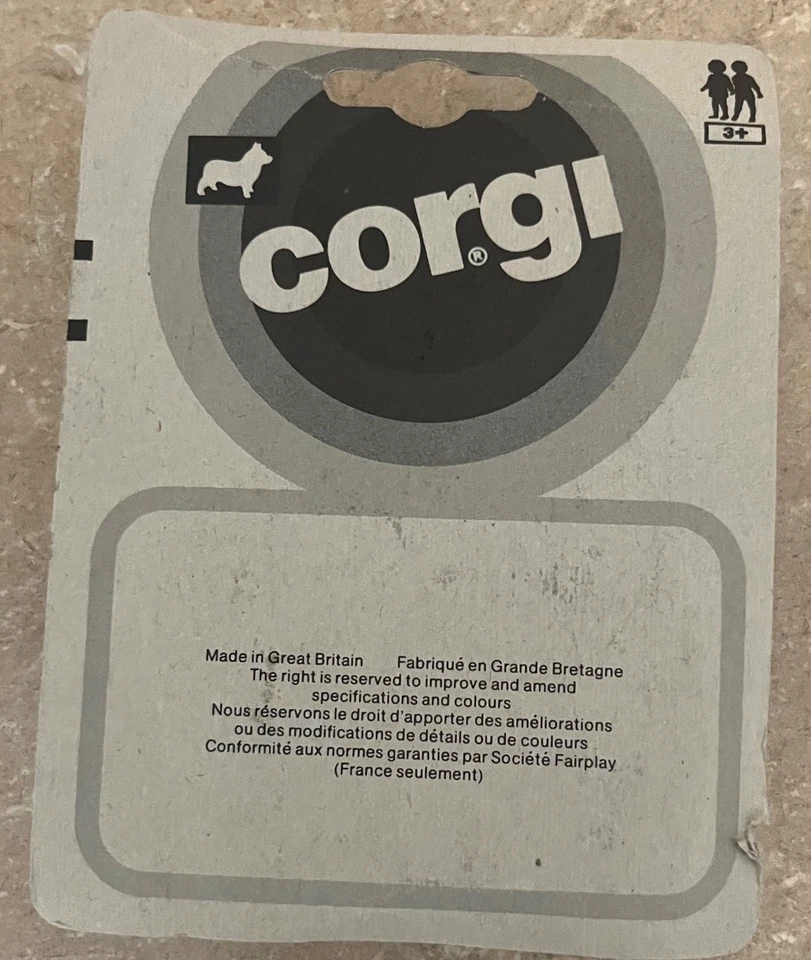 3+
corgi
®
Made in Great Britain Fabriqué en Grande Bretagne
The right is reserved to improve and amend
specifications and colours
Nous réservons le droit d'apporter des améliorations
ou des modifications de détails ou de couleurs
Conformité aux normes garanties par Société Fairplay
(France seulement)